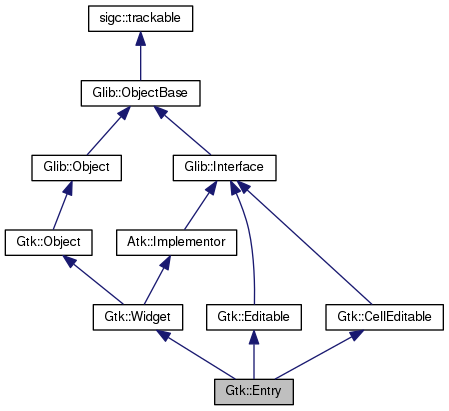 sigc::trackable
Glib::ObjectBase
Glib::Object
Glib::Interface
Gtk::Object
Atk::Implementor
Gtk::Widget
Gtk::Editable
Gtk::CellEditable
Gtk::Entry